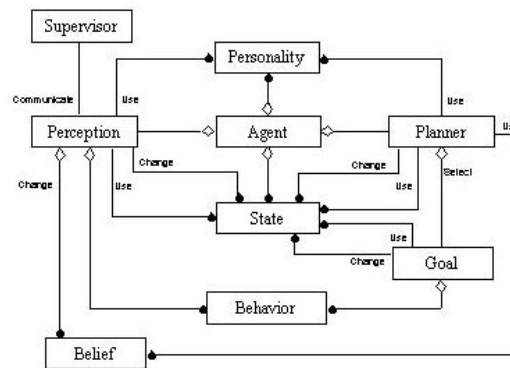 Supervisor
Personality
Communicate
Use
Use
Perception
Agent
Planner
Change
Change
Change
Select
Use
Use
State
Use
Change
Goal
Behavior
Belief